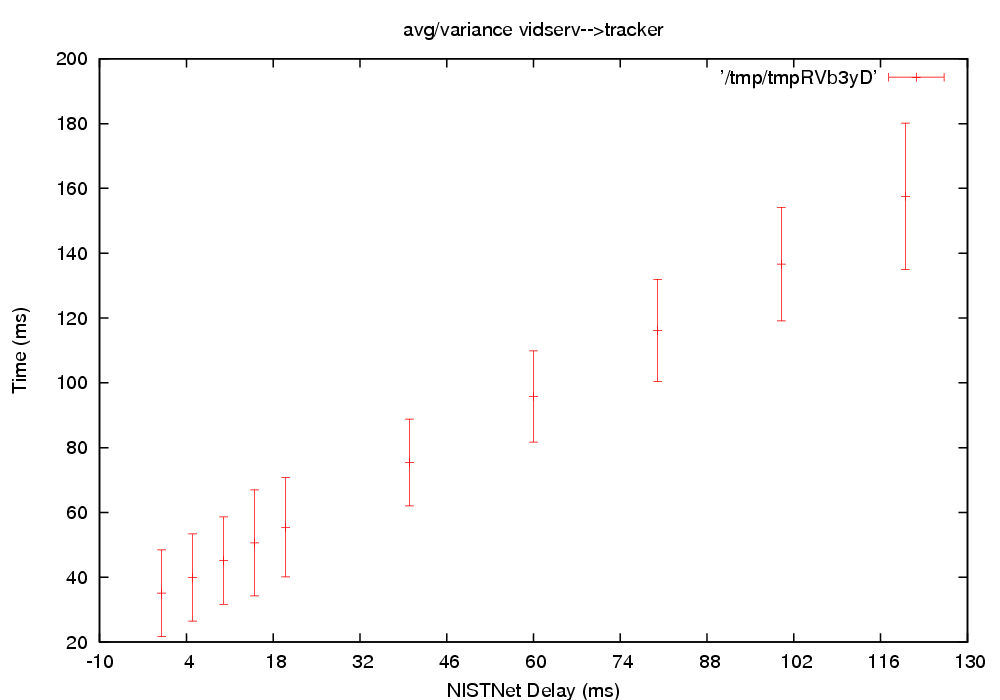 avg/variance vidserv-->tracker
'/tmp/tmpRVb3yD'
200
180
160
140
120
100
80
60
40
20
Time (ms)
-10 4 18 32 46 60 74 88 102 116 130
NISTNet Delay (ms)